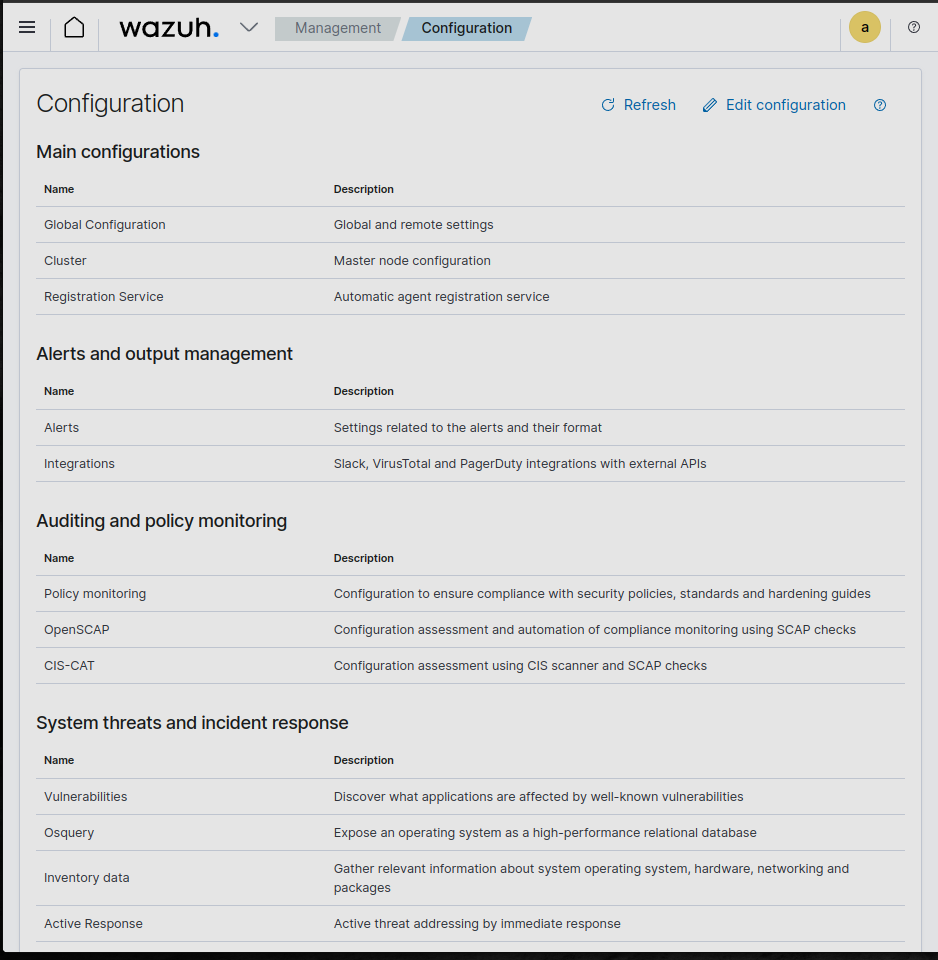 wazuh. Management Configuration a
Configuration Refresh Edit configuration
Main configurations
Name Description
Global Configuration Global and remote settings
Cluster Master node configuration
Registration Service Automatic agent registration service
Alerts and output management
Name Description
Alerts Settings related to the alerts and their format
Integrations Slack, VirusTotal and PagerDuty integrations with external APIs
Auditing and policy monitoring
Name Description
Policy monitoring Configuration to ensure compliance with security policies, standards and hardening guides
OpenSCAP Configuration assessment and automation of compliance monitoring using SCAP checks
CIS-CAT Configuration assessment using CIS scanner and SCAP checks
System threats and incident response
Name Description
Vulnerabilities Discover what applications are affected by well-known vulnerabilities
Osquery Expose an operating system as a high-performance relational database
Inventory data Gather relevant information about system operating system, hardware, networking and
packages
Active Response Active threat addressing by immediate response